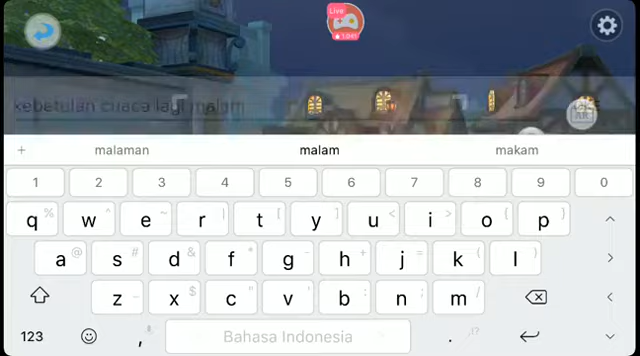 Live
kebetulan cuaca lagi malam
AR
+ malaman malam makam
1 2 3 4 5 6 7 8 9 0
q % w ^ e ~ r | t [ y ] u < i > o { p }
a @ s # d & f * g - h + j = k ( l )
z _ x $ c " v ' b : n ; m /
123 , Bahasa Indonesia . !?